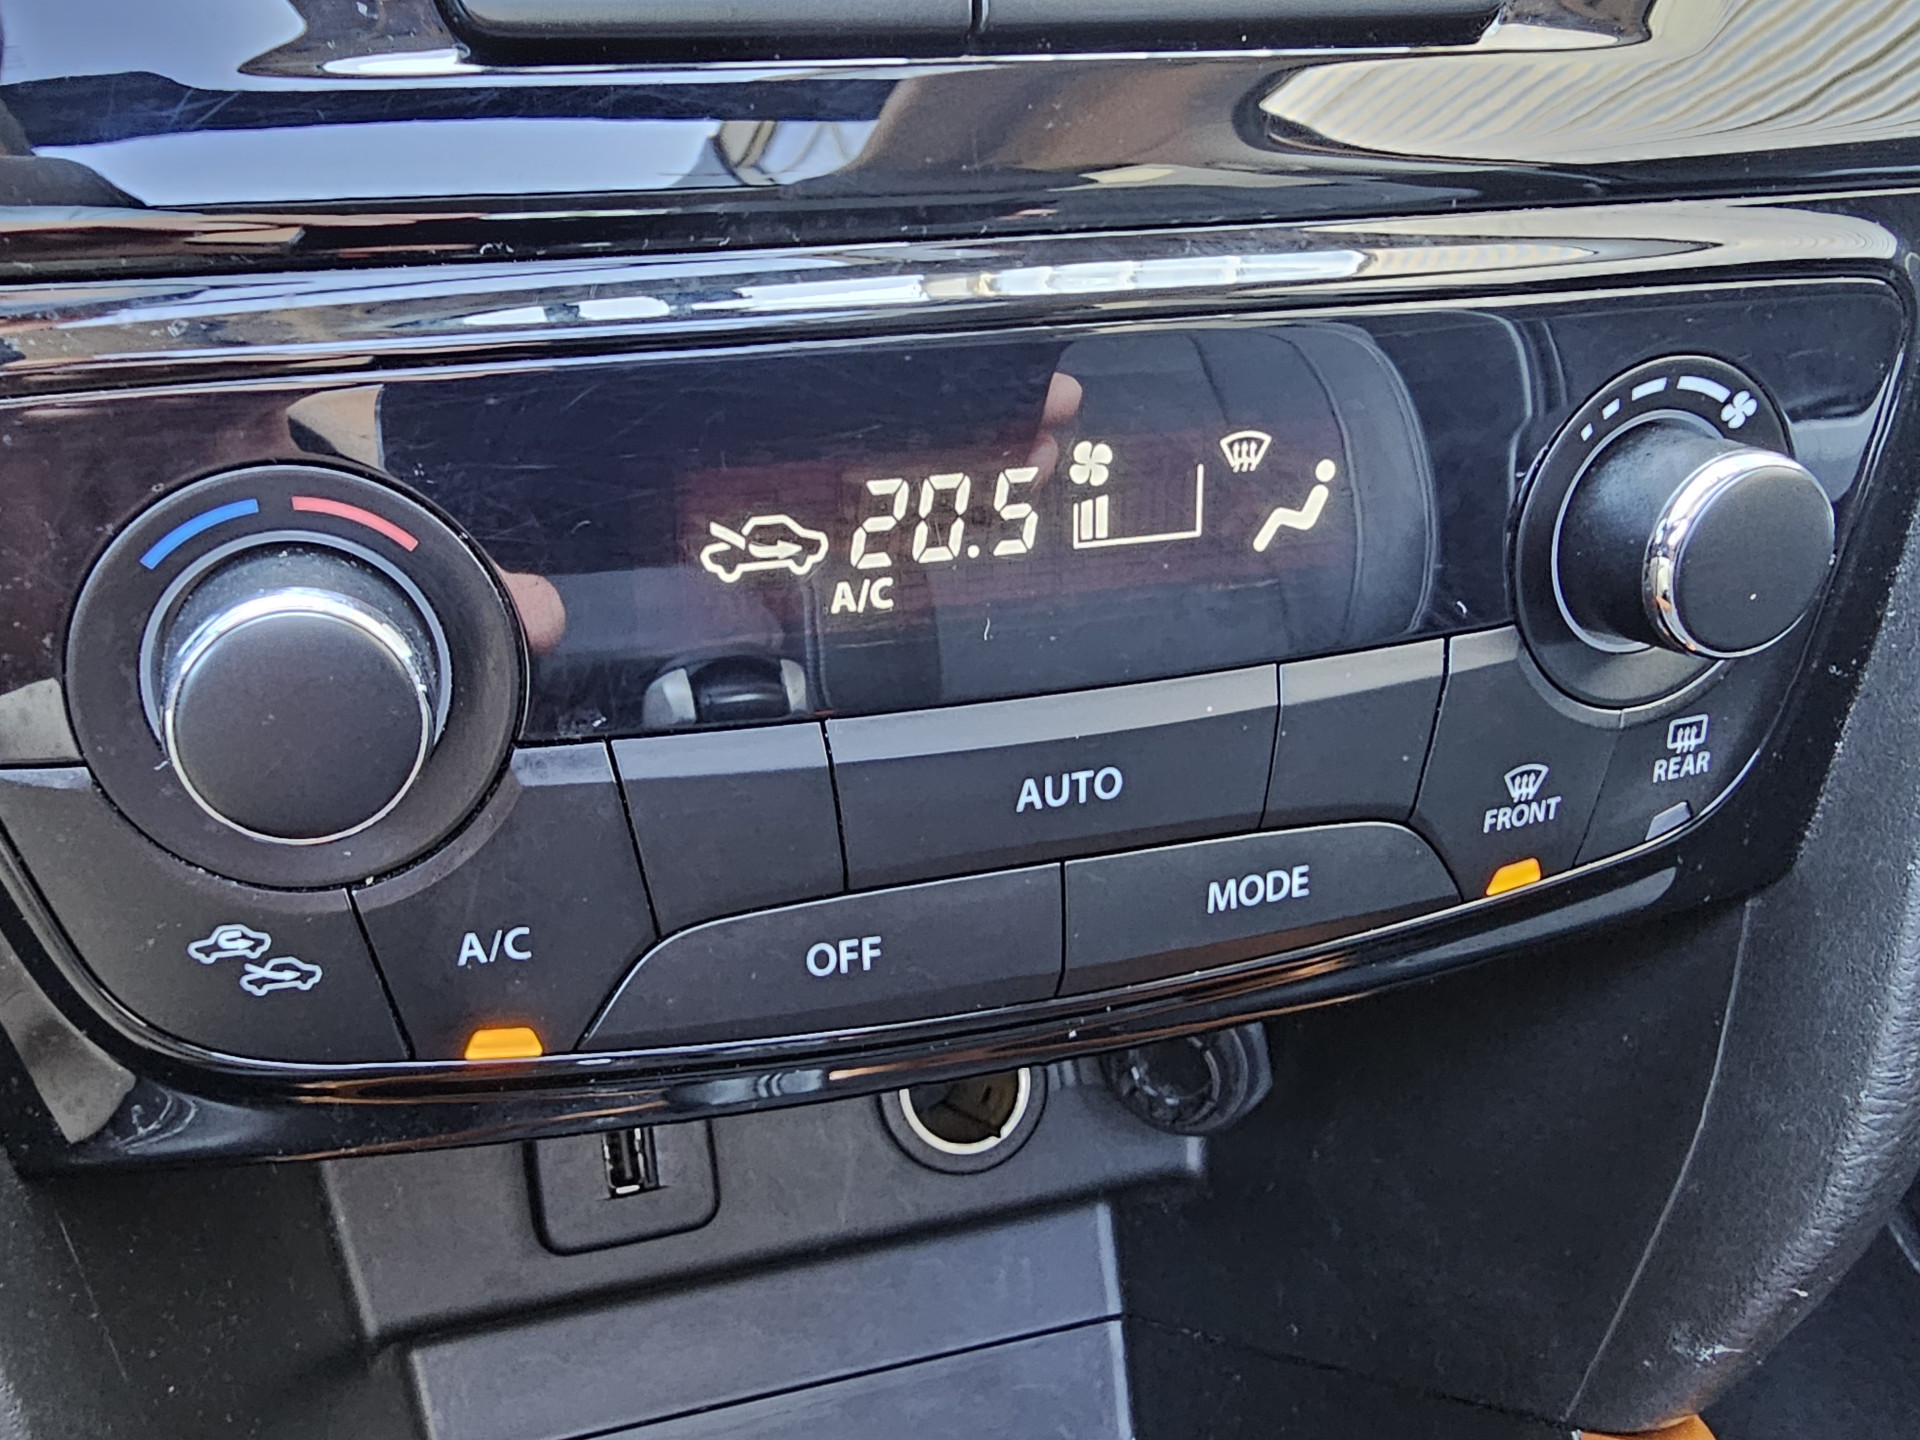 20.5
A/C
AUTO
REAR
FRONT
MODE
A/C
OFF